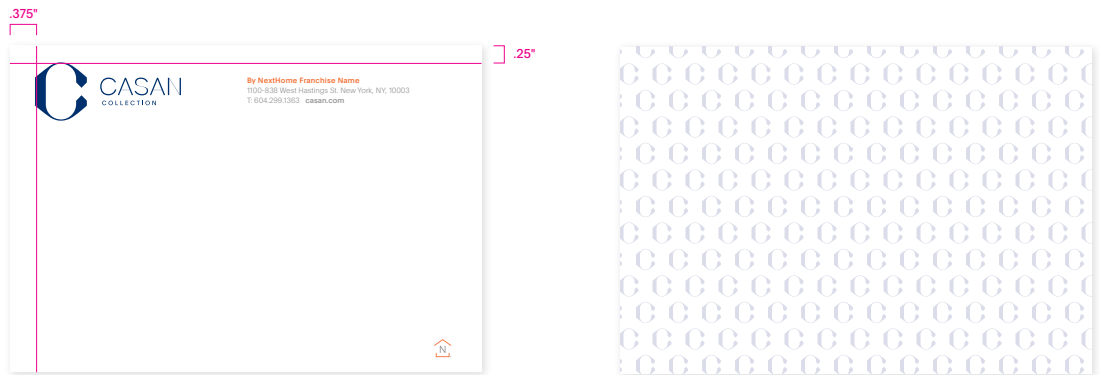 .375"
.25"
C
CASAN
COLLECTION
By NextHome Franchise Name
1100-838 West Hastings St. New York, NY, 10003
T: 604.299.1363 casan.com
N